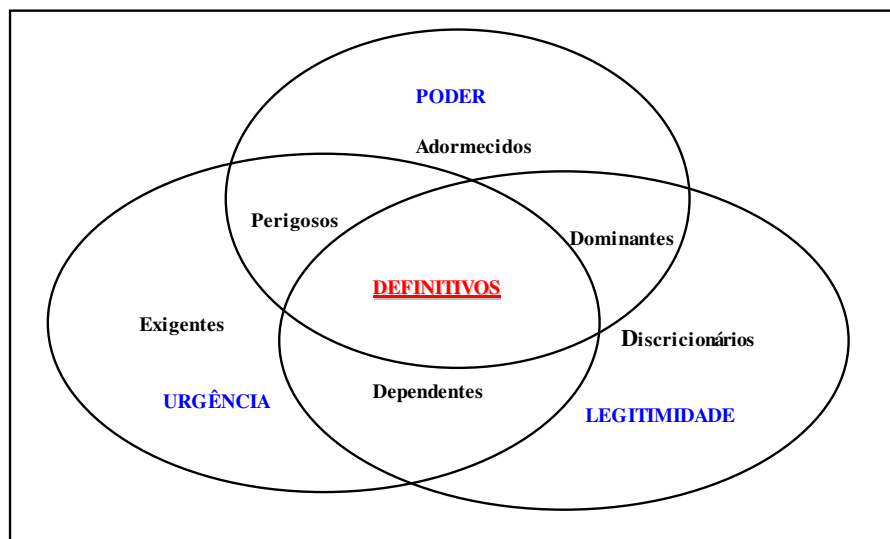 PODER
Adormecidos
Perigosos
Dominantes
DEFINITIVOS
Exigentes
Discricionários
Dependentes
URGÊNCIA
LEGITIMIDADE